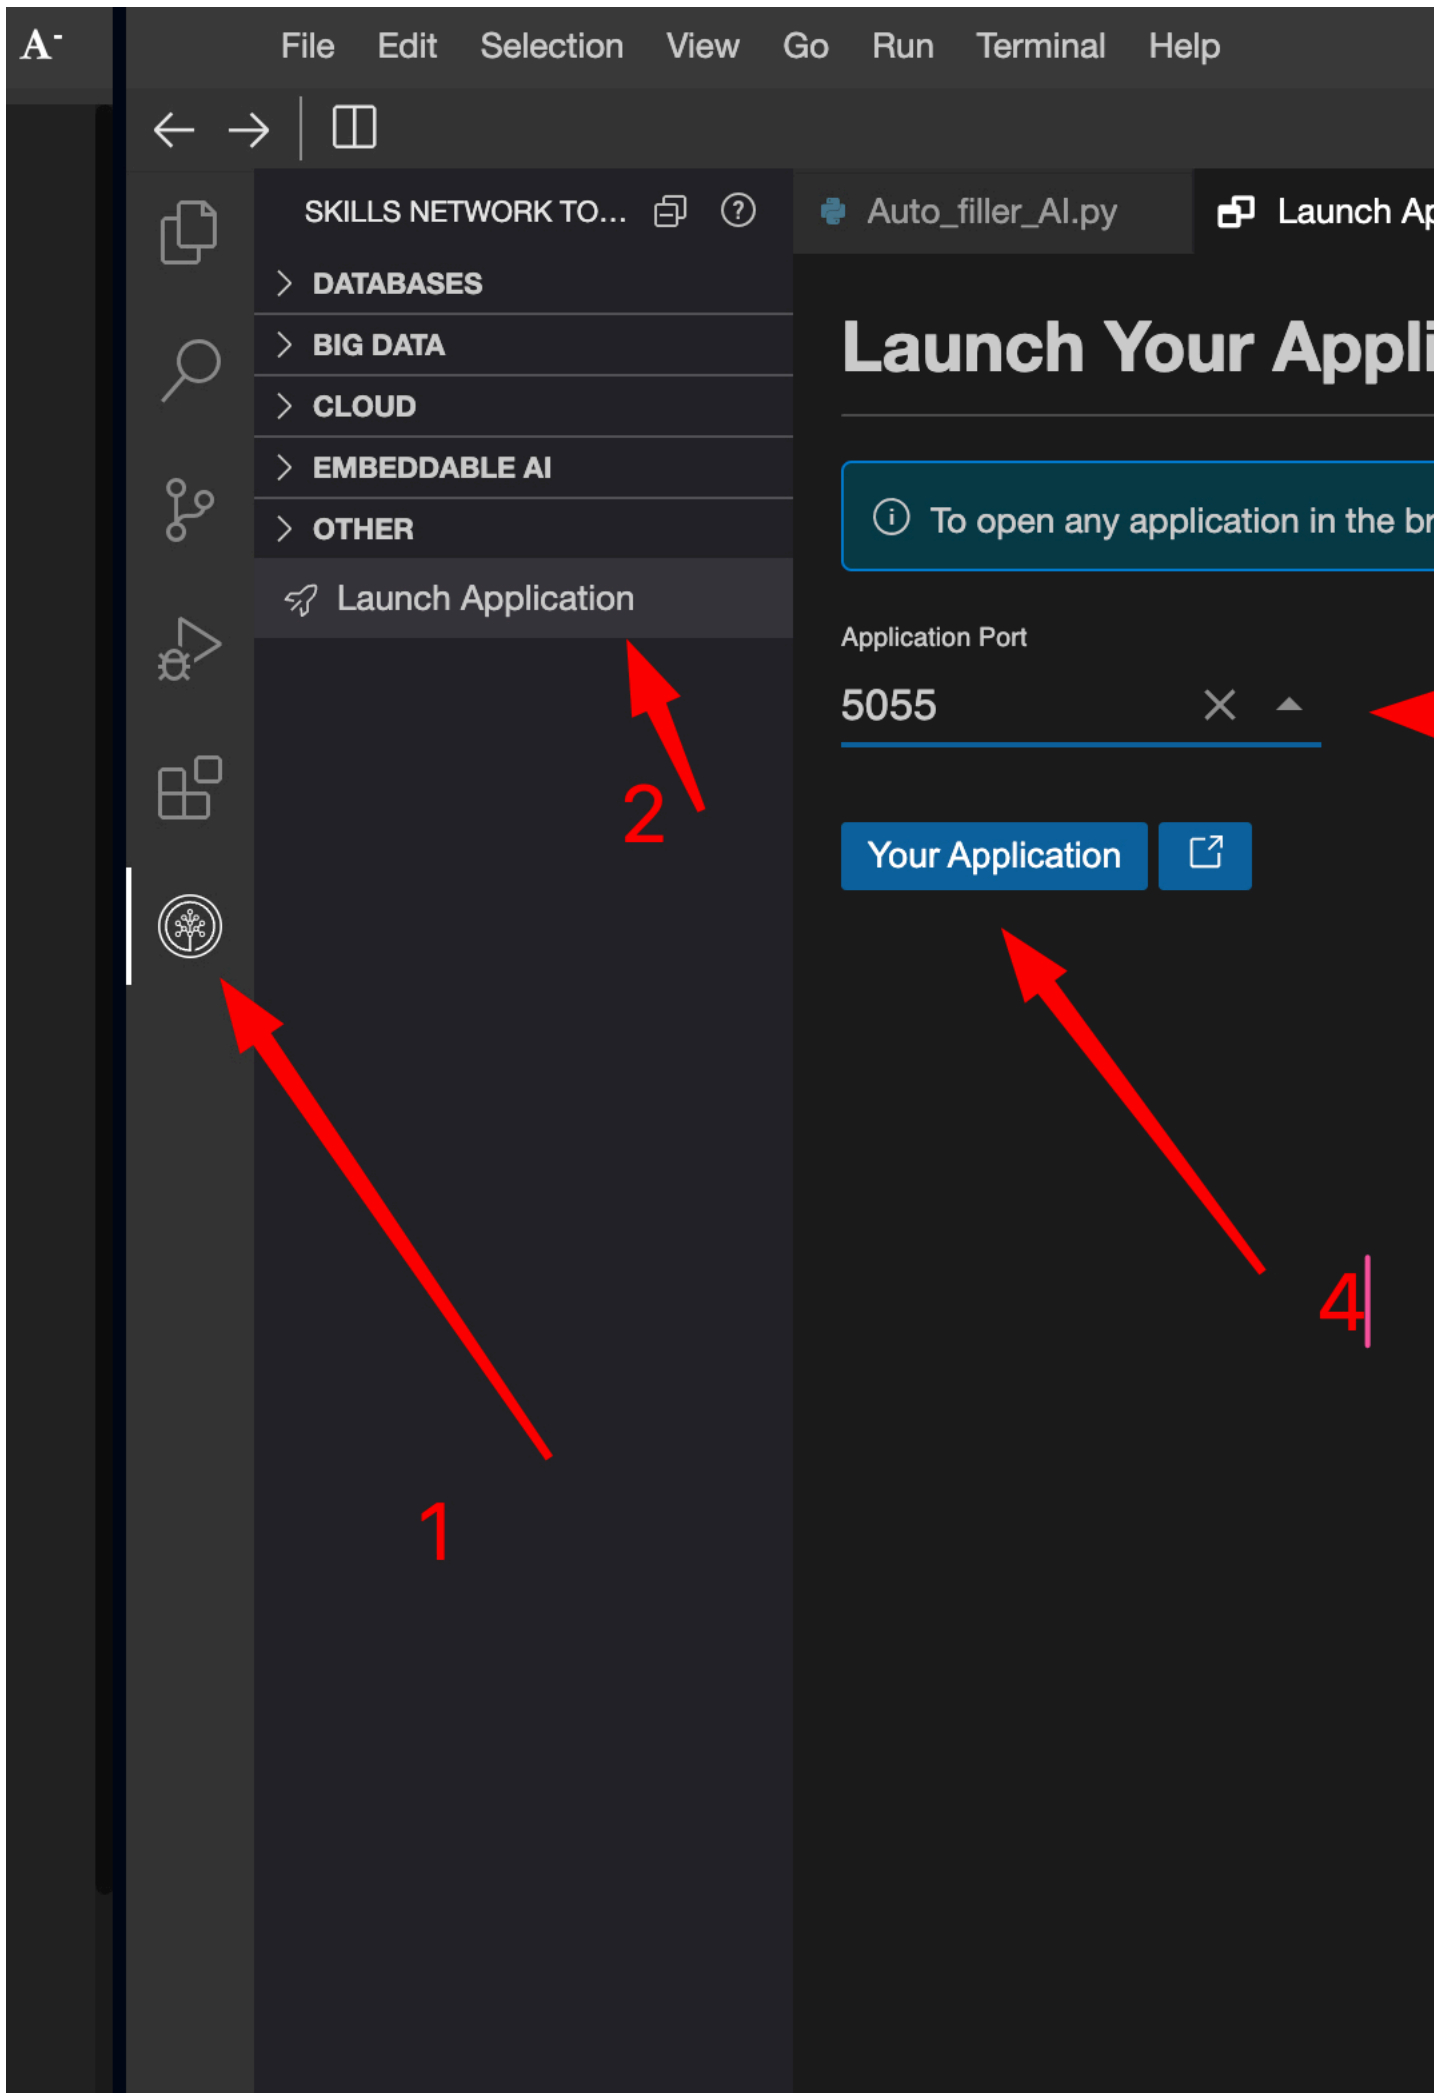 A-
File Edit Selection View Go Run Terminal Help
SKILLS NETWORK TO...
Auto_filler_AI.py
Launch Ap
DATABASES
BIG DATA
CLOUD
EMBEDDABLE AI
OTHER
Launch Application
2
1
Launch Your Appli
To open any application in the br
Application Port
5055
Your Application
4